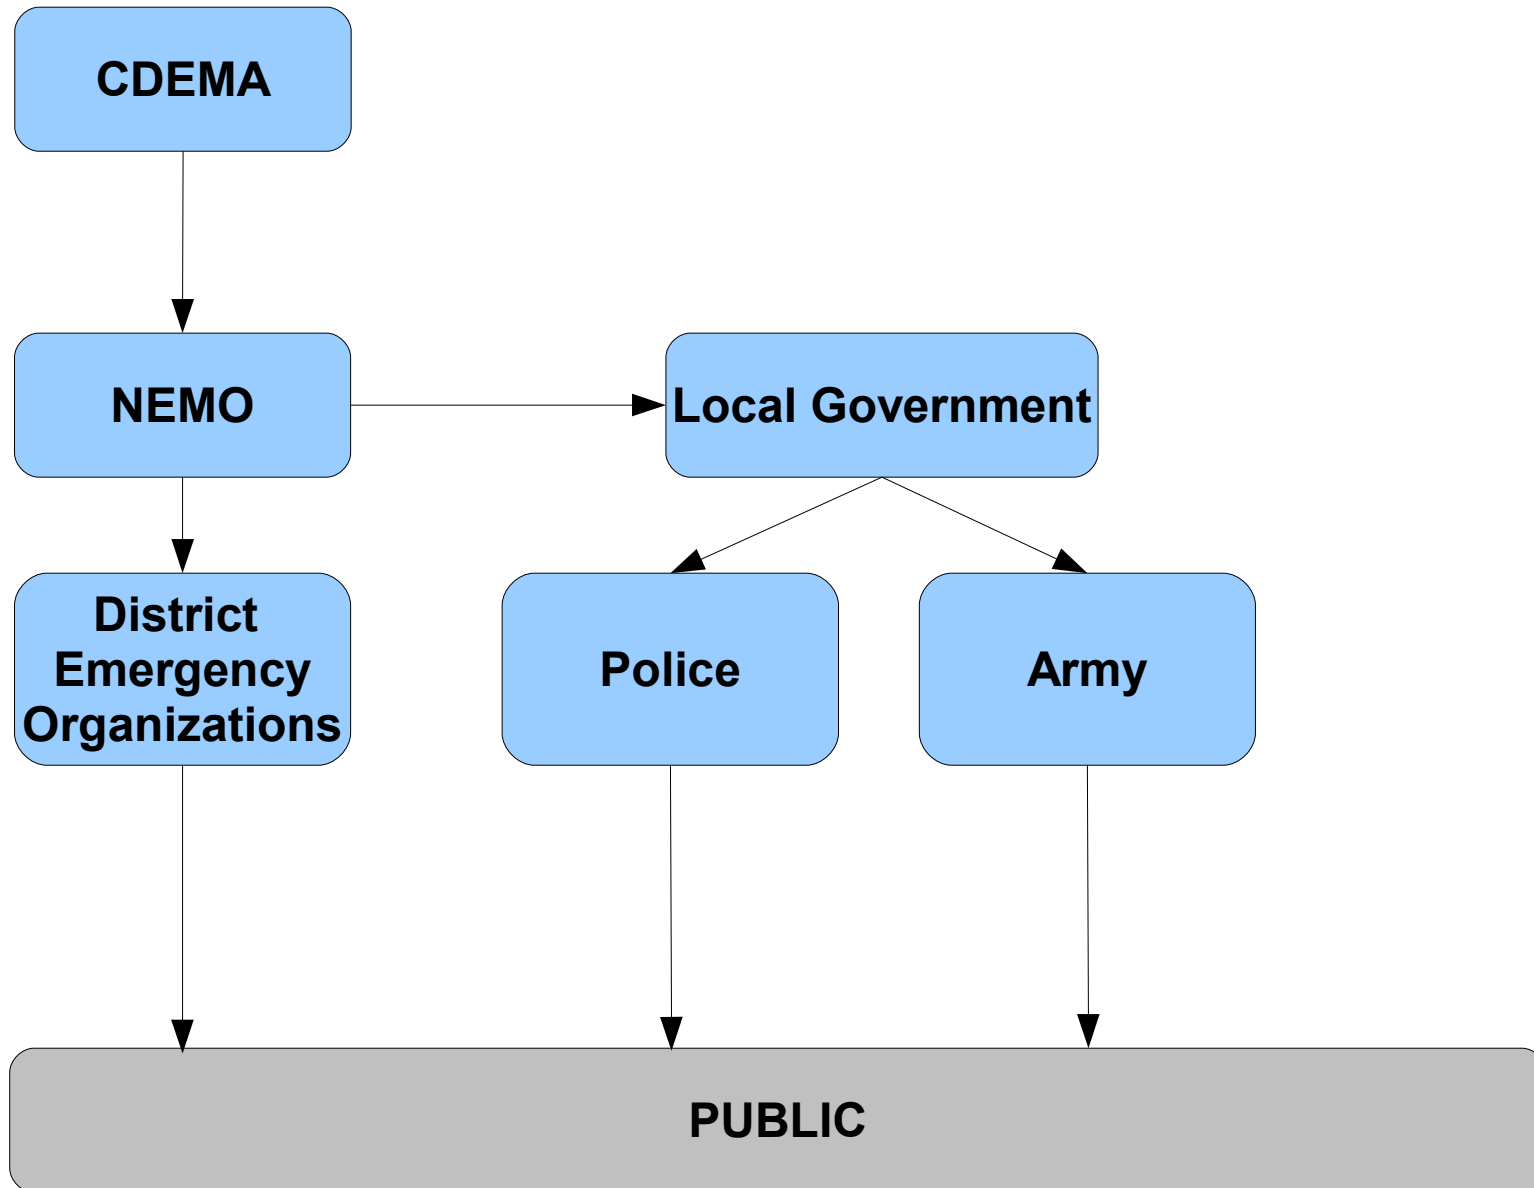 CDEMA
NEMO
Local Government
District
Emergency
Organizations
Police
Army
PUBLIC